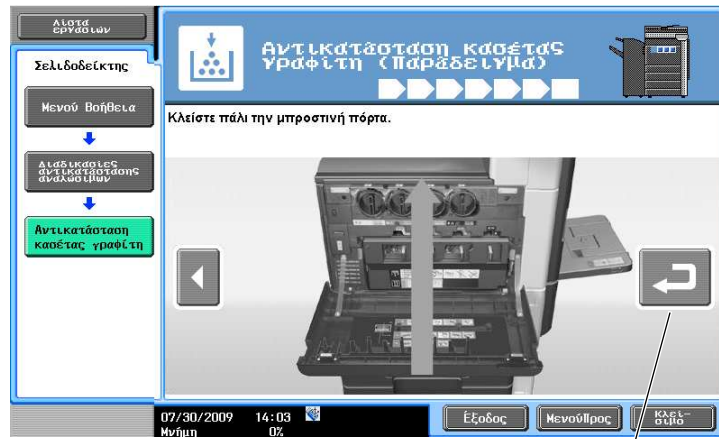 Λίστα
εργασιών
Σελιδοδείκτης
Μενού Βοήθεια
Διαδικασίες
αντικατάστασης
αναλώσιμων
Αντικατάσταση
κασέτας γραφίτη
Αντικατάσταση κασέτας
γραφίτη (Παράδειγμα)
Κλείστε πάλι την μπροστινή πόρτα.
07/30/2009 14:03
Μνήμη 0%
Έξοδος
ΜενούΠρος
Κλεί-
σιμο